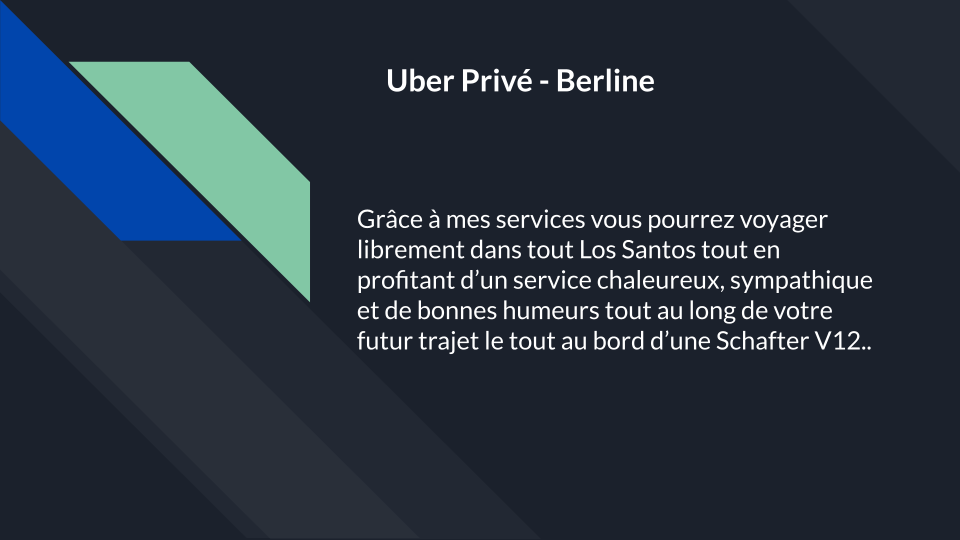 Uber Privé - Berline
Grâce à mes services vous pourrez voyager
librement dans tout Los Santos tout en
profitant d’un service chaleureux, sympathique
et de bonnes humeurs tout au long de votre
futur trajet le tout au bord d’une Schafter V12..